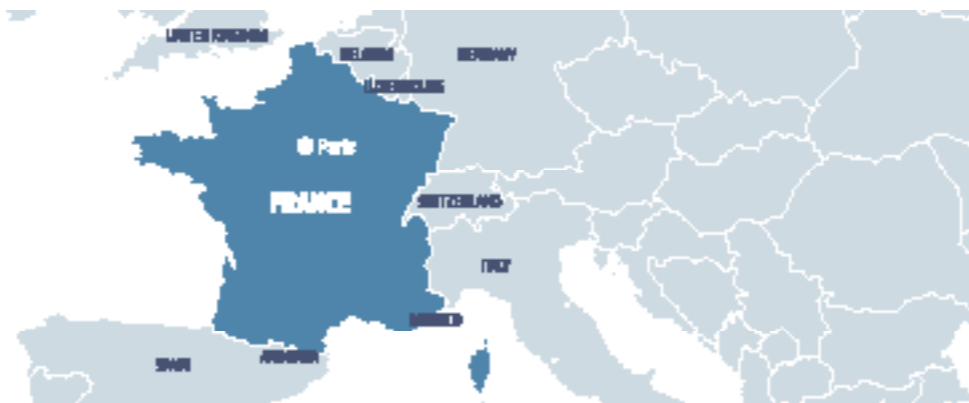 UNITED KINGDOM
BELGIUM
GERMANY
LUXEMBOURG
Paris
FRANCE
SWITZERLAND
ITALY
MONACO
ANDORRA
SPAIN